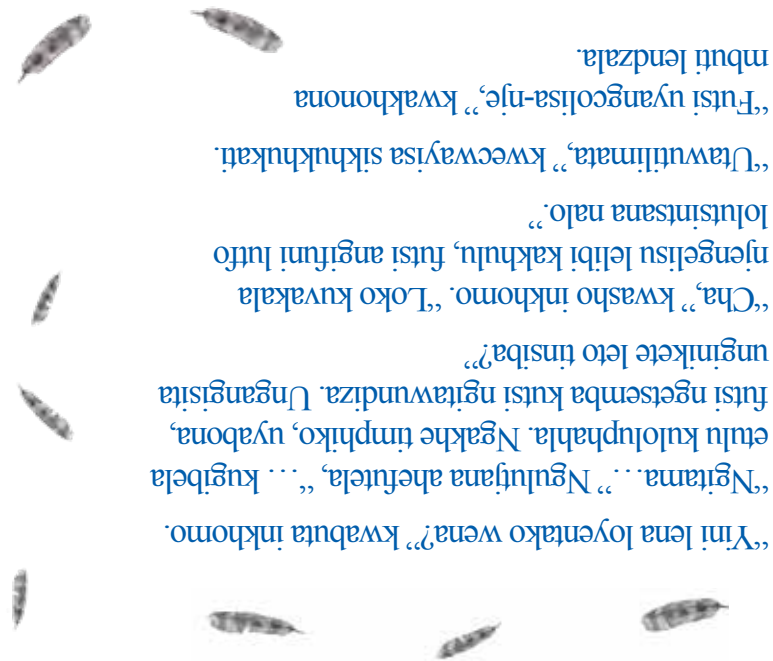 “Yini lena loyentako wena?” kwabuta inkhomo.
“Ngitama…” Ngulutjana ahefutela, “… kugibela
etulu kuloluphahla. Ngakhe timphiko, uyabona,
futsi ngetsemba kutsi ngitawundiza. Ungangisita
unginikete leto tinsiba?”
“Cha,” kwasho inkhomo. “Loko kuvakala
njengelisu lelibi kakhulu, futsi angifuni lutfo
lolutsintsana nalo.”
“Utawutilimata,” kwecwayisa sikhukhukati.
“Futsi uyangcolisa-nje,” kwakhonona
mbuti lendzala.